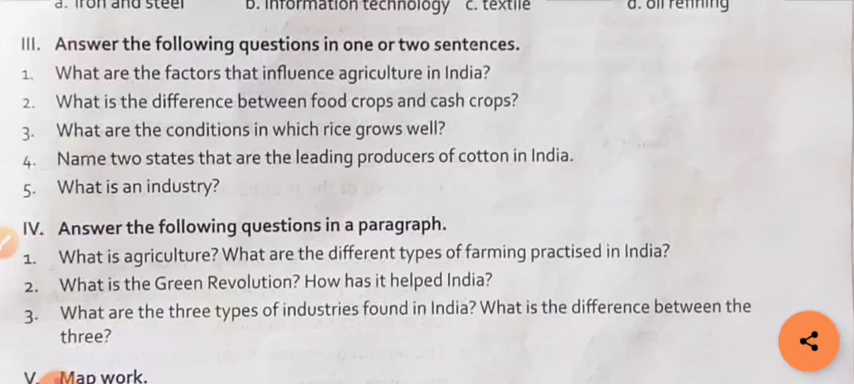 a. iron and steel b. information technology c. textile d. oil refining
III. Answer the following questions in one or two sentences.
1. What are the factors that influence agriculture in India?
2. What is the difference between food crops and cash crops?
3. What are the conditions in which rice grows well?
4. Name two states that are the leading producers of cotton in India.
5. What is an industry?
IV. Answer the following questions in a paragraph.
1. What is agriculture? What are the different types of farming practised in India?
2. What is the Green Revolution? How has it helped India?
3. What are the three types of industries found in India? What is the difference between the
three?
V. Map work.